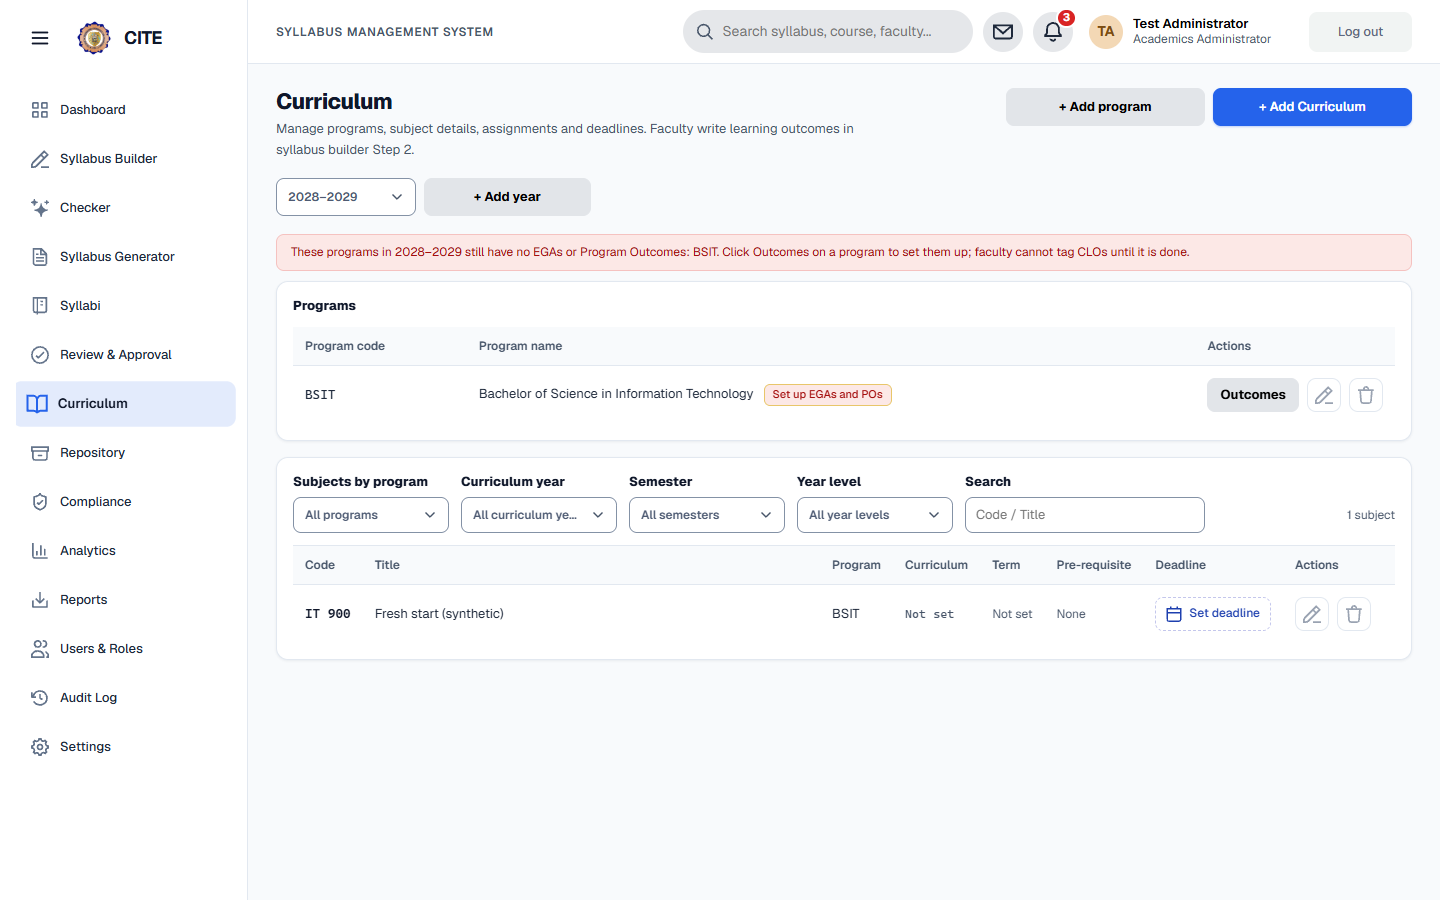 CITE
SYLLABUS MANAGEMENT SYSTEM
Search syllabus, course, faculty...
3
TA
Test Administrator
Academics Administrator
Log out
Dashboard
Syllabus Builder
Checker
Syllabus Generator
Syllabi
Review & Approval
Curriculum
Repository
Compliance
Analytics
Reports
Users & Roles
Audit Log
Settings
Curriculum
Manage programs, subject details, assignments and deadlines. Faculty write learning outcomes in
syllabus builder Step 2.
+ Add program
+ Add Curriculum
2028–2029
+ Add year
These programs in 2028–2029 still have no EGAs or Program Outcomes: BSIT. Click Outcomes on a program to set them up; faculty cannot tag CLOs until it is done.
Programs
Program code Program name Actions
BSIT Bachelor of Science in Information Technology Set up EGAs and POs Outcomes
Subjects by program Curriculum year Semester Year level Search
All programs All curriculum ye... All semesters All year levels Code / Title 1 subject
Code Title Program Curriculum Term Pre-requisite Deadline Actions
IT 900 Fresh start (synthetic) BSIT Not set Not set None Set deadline